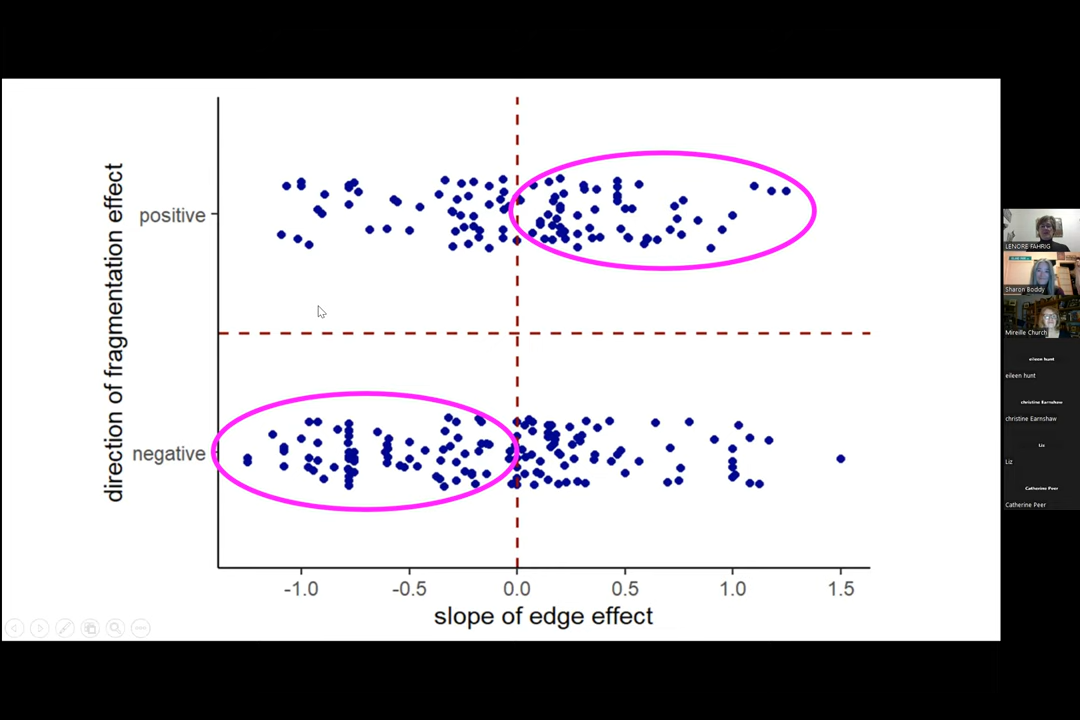 direction of fragmentation effect
positive
negative
-1.0
-0.5
0.0
0.5
1.0
1.5
slope of edge effect
LENORE FAHRIG
Sharon Boddy
Mireille Church
eileen hunt
eileen hunt
christine Earnshaw
christine Earnshaw
Liz
Liz
Catherine Peer
Catherine Peer